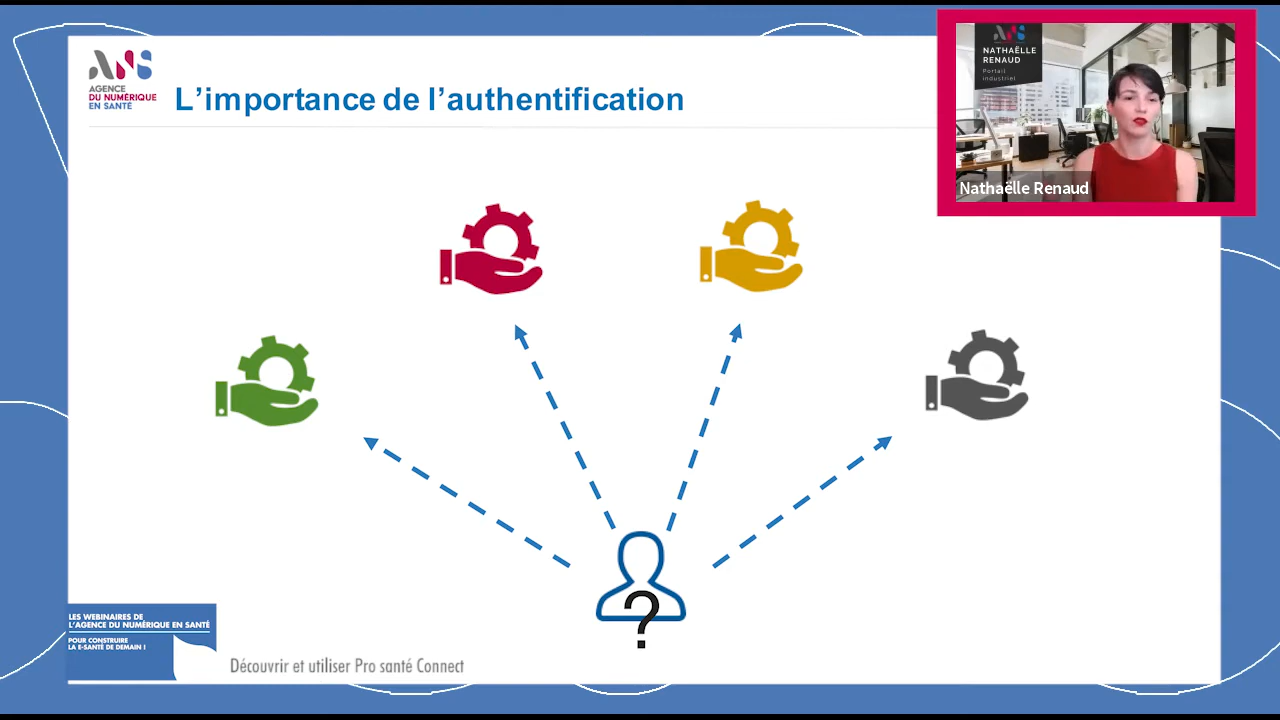 AGENCE
DU NUMÉRIQUE
EN SANTÉ
L'importance de l'authentification
NATHAËLLE
RENAUD
Portail
industriel
Nathaëlle Renaud
?
LES WEBINAIRES DE
L'AGENCE DU NUMÉRIQUE EN SANTÉ
POUR CONSTRUIRE
LA E-SANTÉ DE DEMAIN !
Découvrir et utiliser Pro santé Connect